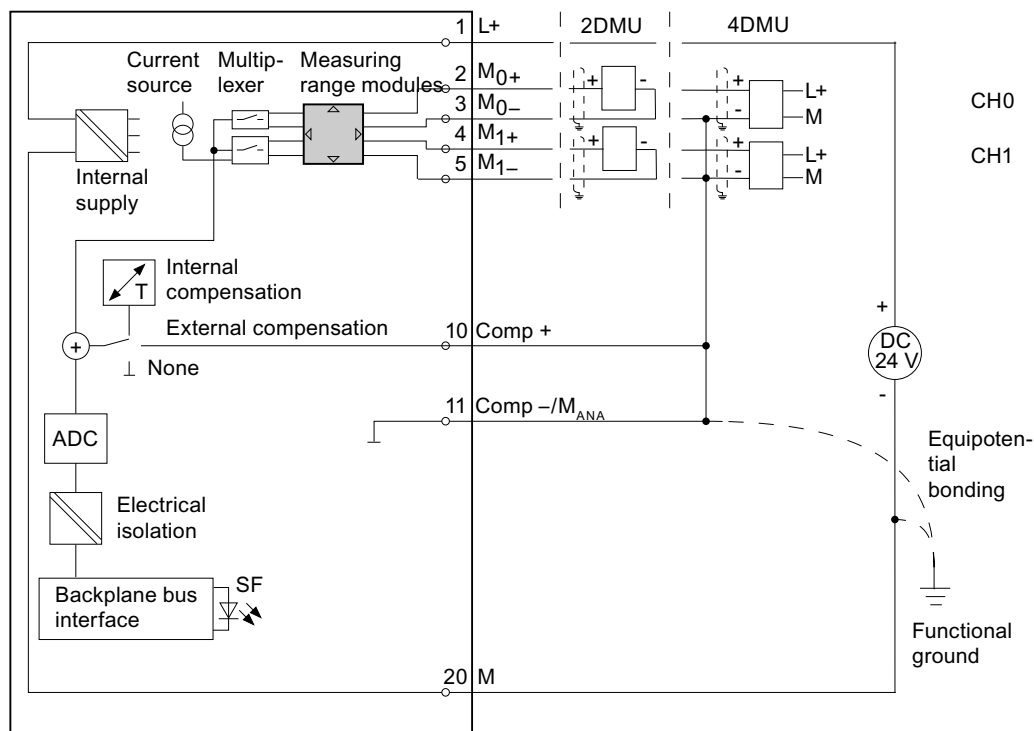 1 L+
2DMU
4DMU
Current
source
Multip-
lexer
Measuring
range modules
2 M0+
3 M0–
4 M1+
5 M1–
+ -
+ -
+
-
+
-
L+
M
L+
M
CH0
CH1
Internal
supply
T
Internal
compensation
External compensation
+
⊥ None
10 Comp +
11 Comp –/MANA
+
DC
24 V
-
ADC
Equipoten-
tial
bonding
Electrical
isolation
Backplane bus
interface
SF
Functional
ground
20 M